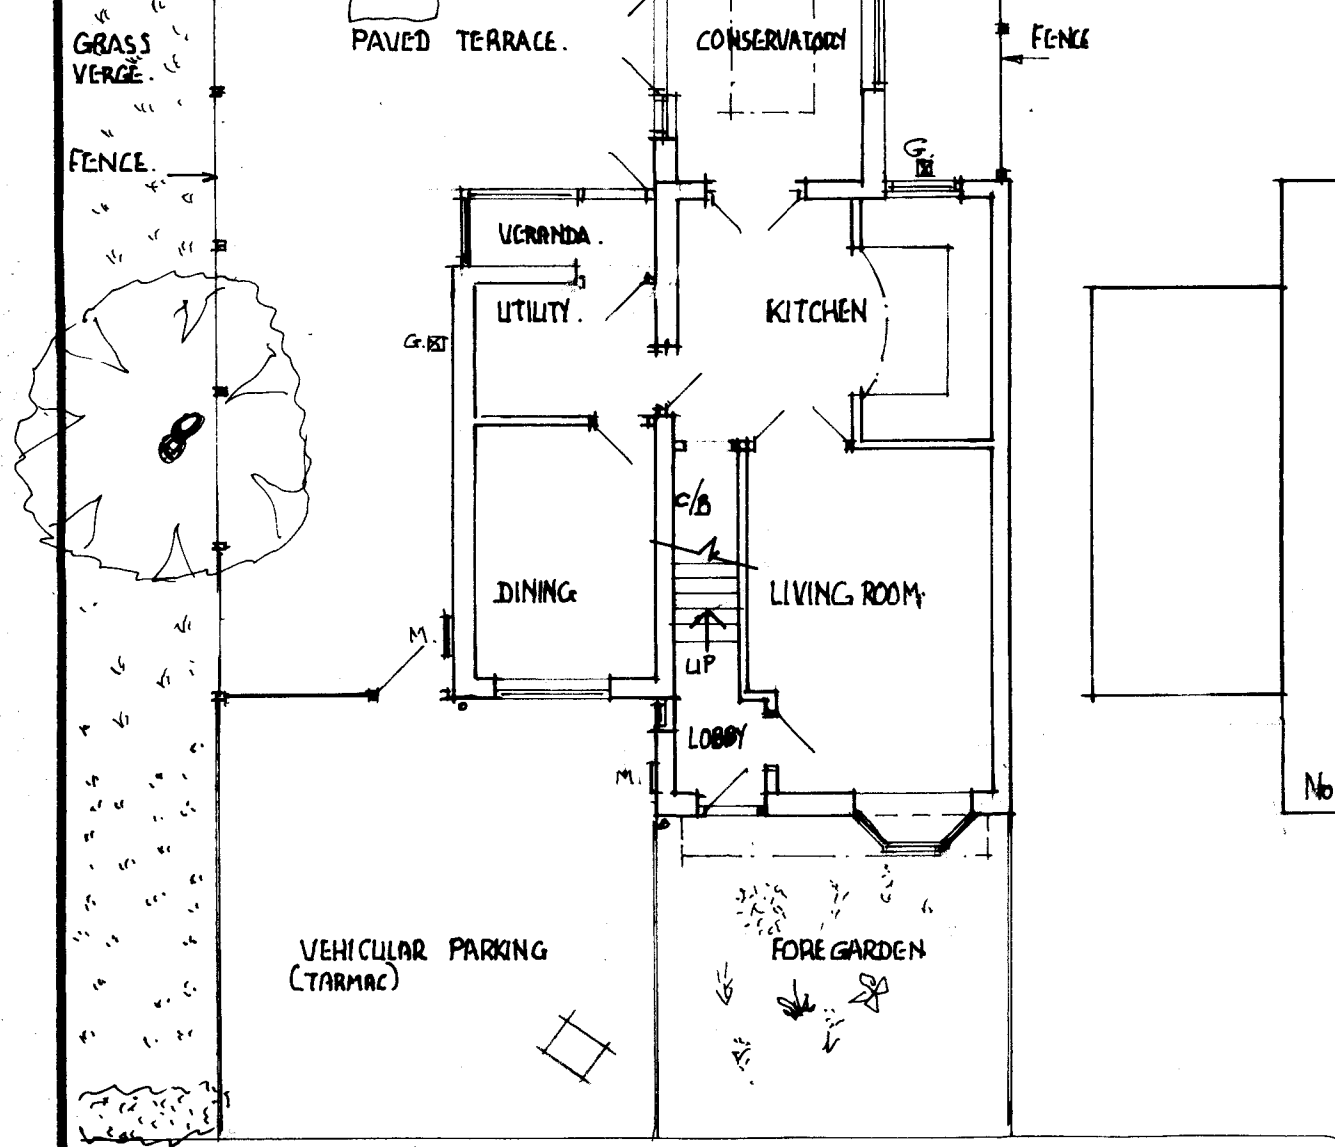 GRASS
VERGE.
PAVED TERRACE.
CONSERVATORY
FENCE
FENCE.
G.
VERANDA.
UTILITY.
KITCHEN
G.
C/B
DINING
LIVING ROOM.
M.
UP
LOBBY
M.
No
VEHICULAR PARKING
(TARMAC)
FORE GARDEN